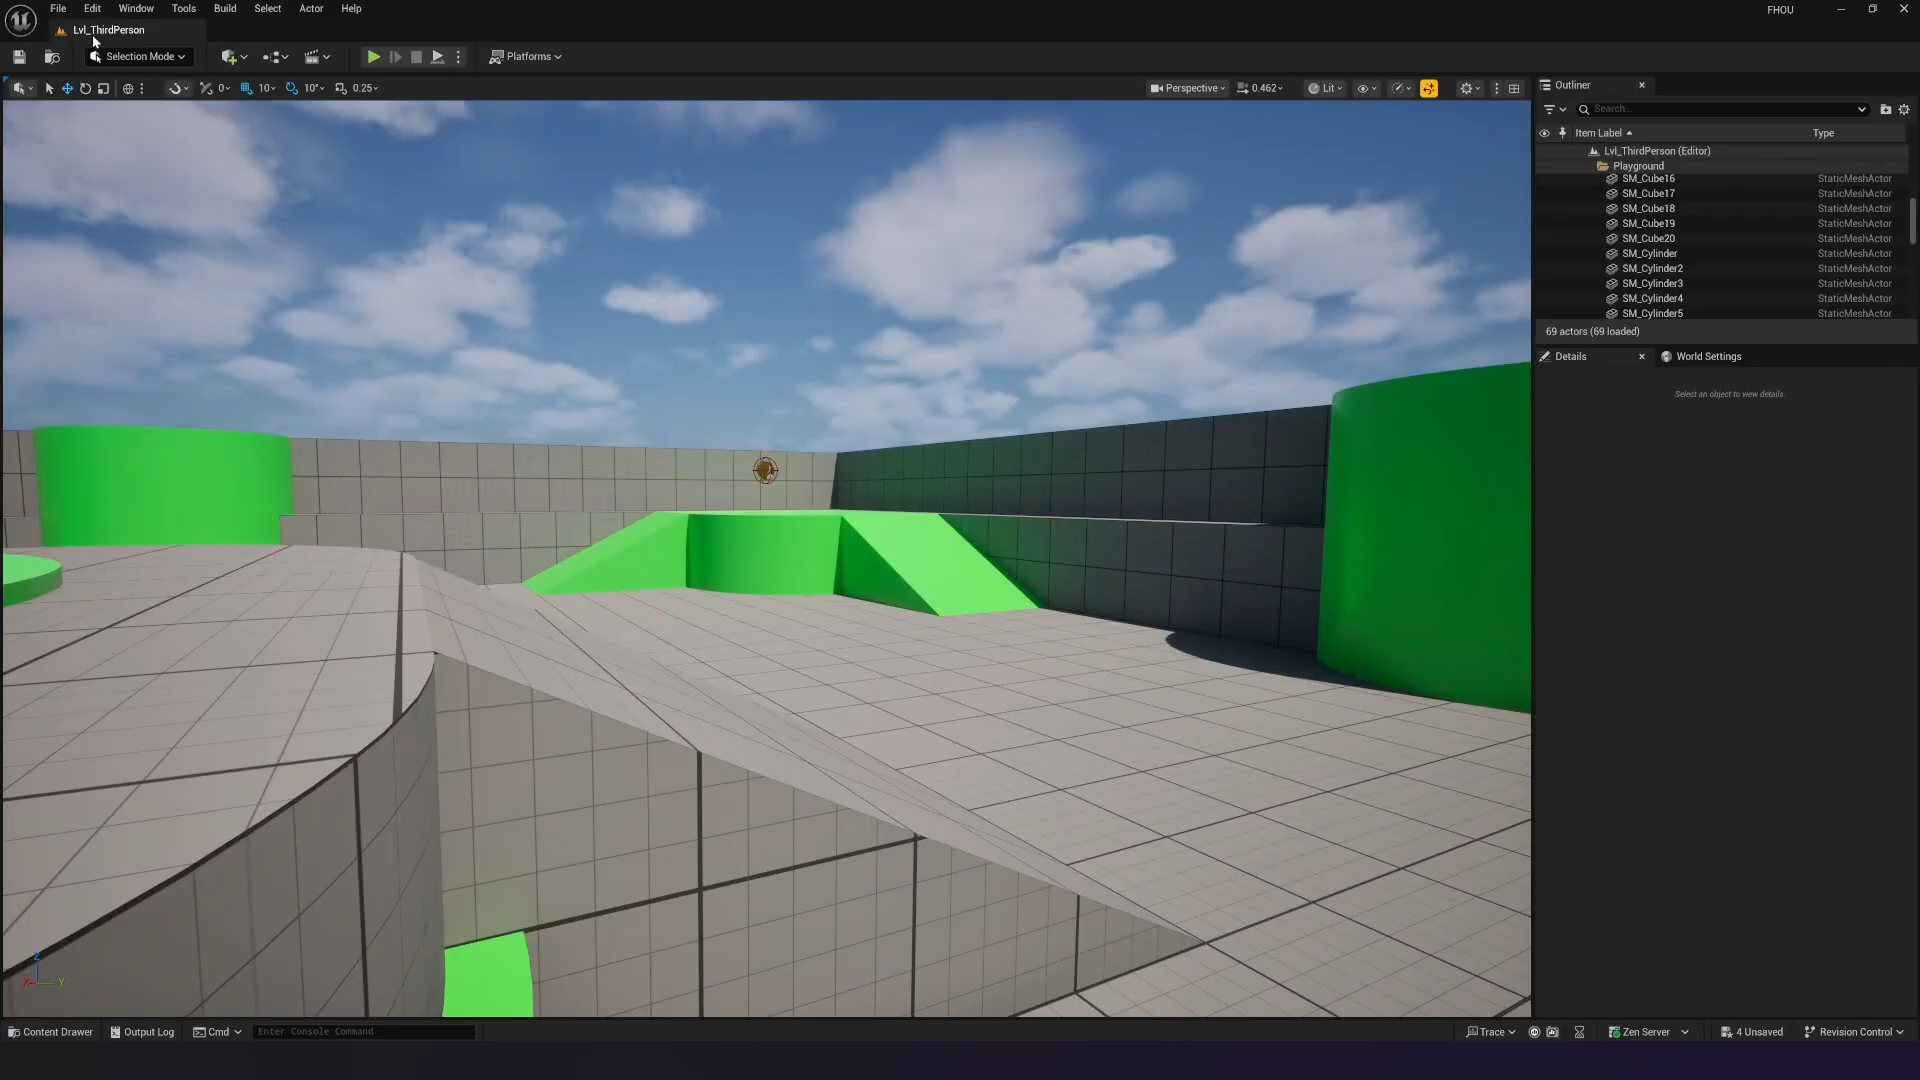 File Edit Window Tools Build Select Actor Help
FHOU
Lvl_ThirdPerson
Selection Mode
Platforms
0 10 10° 0.25
Perspective 0.462 Lit
Outliner
Search...
Item Label Type
Lvl_ThirdPerson (Editor)
Playground
SM_Cube16 StaticMeshActor
SM_Cube17 StaticMeshActor
SM_Cube18 StaticMeshActor
SM_Cube19 StaticMeshActor
SM_Cube20 StaticMeshActor
SM_Cylinder StaticMeshActor
SM_Cylinder2 StaticMeshActor
SM_Cylinder3 StaticMeshActor
SM_Cylinder4 StaticMeshActor
SM_Cylinder5 StaticMeshActor
69 actors (69 loaded)
Details World Settings
Select an object to view details.
Z
X Y
Content Drawer Output Log Cmd Enter Console Command
Trace Zen Server 4 Unsaved Revision Control